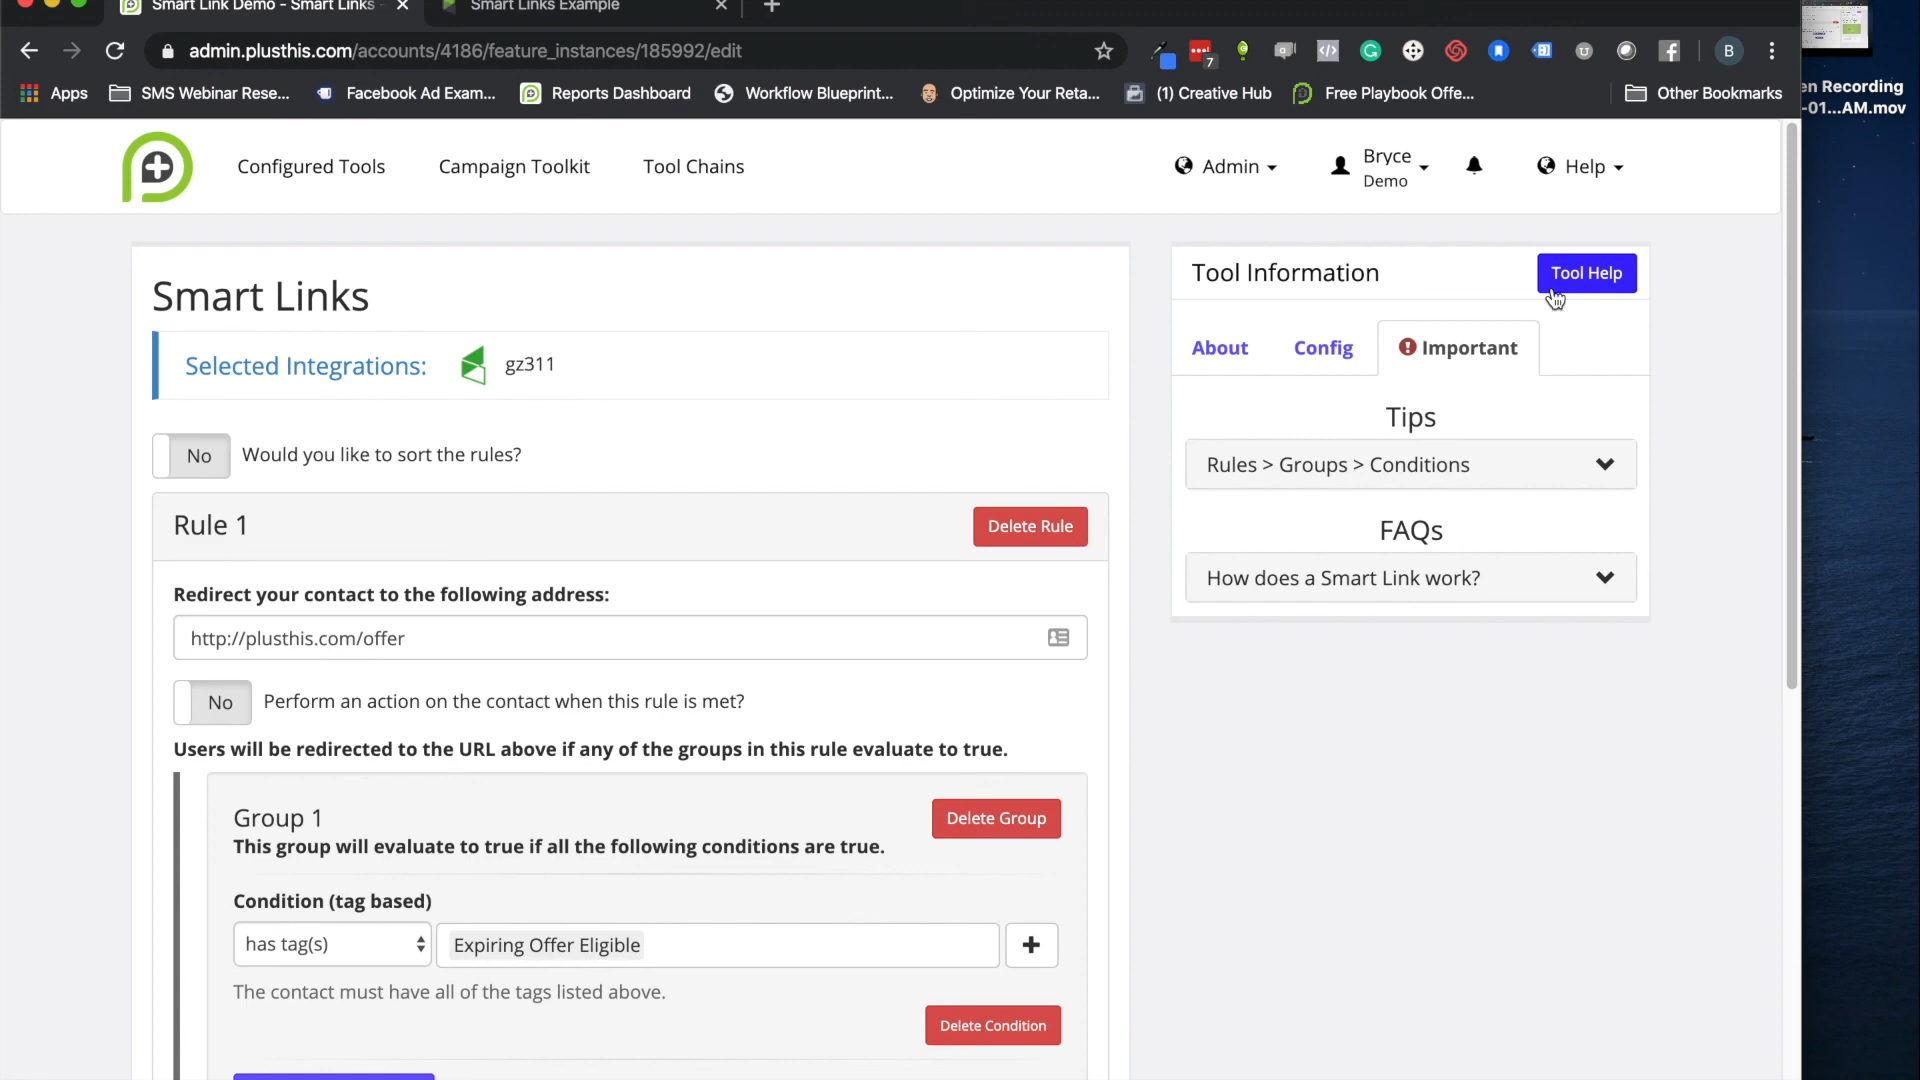 Smart Link Demo - Smart Links -
Smart Links Example
admin.plusthis.com/accounts/4186/feature_instances/185992/edit
7
B
Apps
SMS Webinar Rese...
Facebook Ad Exam...
Reports Dashboard
Workflow Blueprint...
Optimize Your Reta...
(1) Creative Hub
Free Playbook Offe...
Other Bookmarks
en Recording
-01...AM.mov
Configured Tools
Campaign Toolkit
Tool Chains
Admin
Bryce
Demo
Help
Smart Links
Selected Integrations:
gz311
No
Would you like to sort the rules?
Rule 1
Delete Rule
Redirect your contact to the following address:
http://plusthis.com/offer
No
Perform an action on the contact when this rule is met?
Users will be redirected to the URL above if any of the groups in this rule evaluate to true.
Group 1
Delete Group
This group will evaluate to true if all the following conditions are true.
Condition (tag based)
has tag(s)
Expiring Offer Eligible
The contact must have all of the tags listed above.
Delete Condition
Tool Information
Tool Help
About
Config
Important
Tips
Rules > Groups > Conditions
FAQs
How does a Smart Link work?